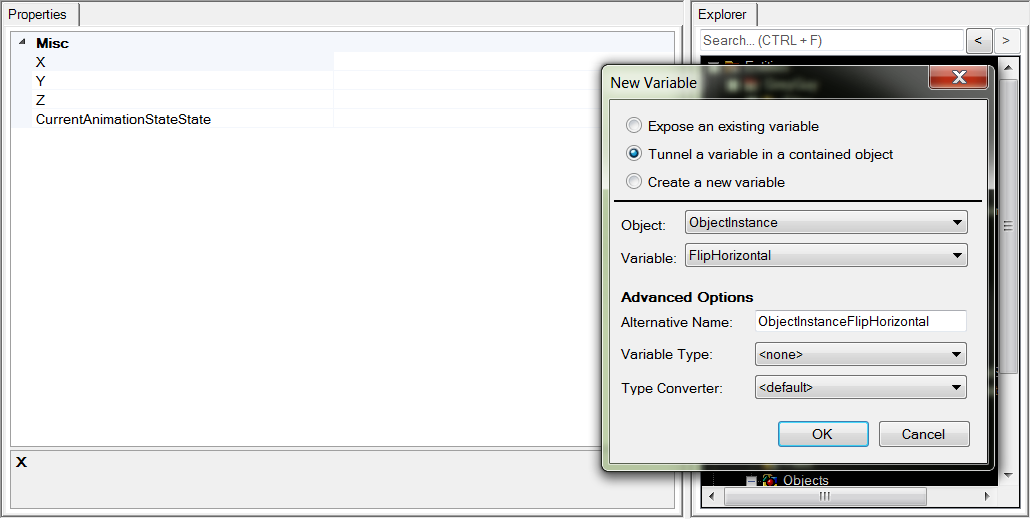 Properties
Misc
X
Y
Z
CurrentAnimationStateState
X
Explorer
Search... (CTRL + F)
<
>
New Variable
X
Expose an existing variable
Tunnel a variable in a contained object
Create a new variable
Object:
ObjectInstance
Variable:
FlipHorizontal
Advanced Options
Alternative Name:
ObjectInstanceFlipHorizontal
Variable Type:
<none>
Type Converter:
<default>
OK
Cancel
Objects